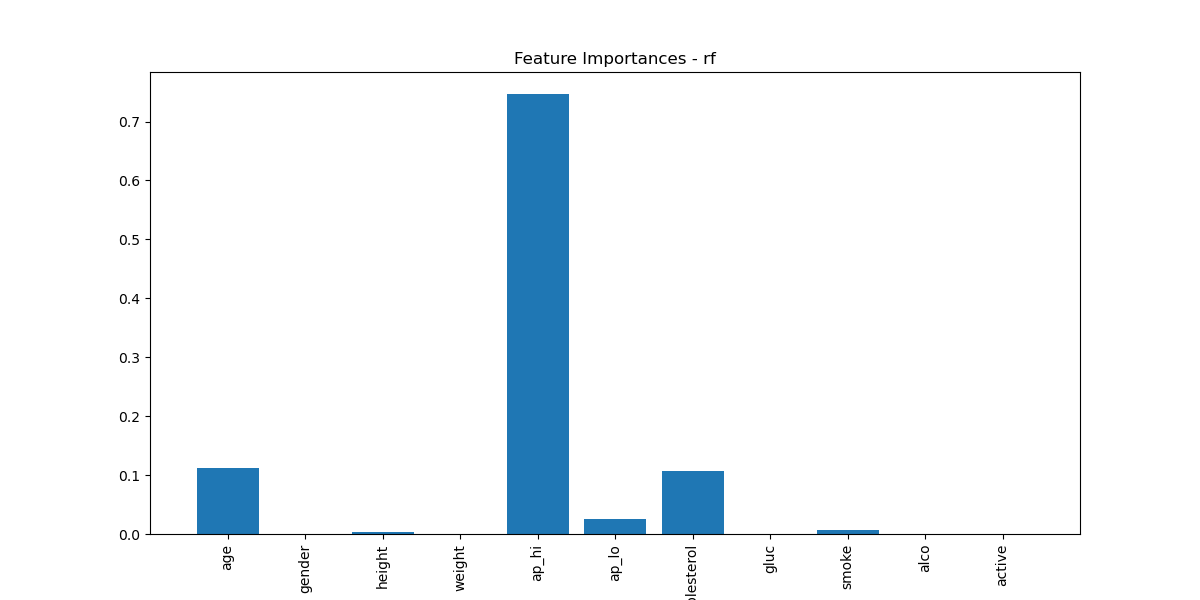 Feature Importances - rf
0.7
0.6
0.5
0.4
0.3
0.2
0.1
0.0
age
gender
height
weight
ap_hi
ap_lo
olesterol
gluc
smoke
alco
active